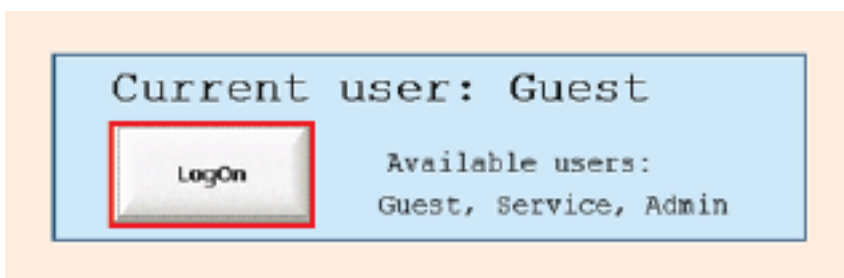 Current user: Guest
LogOn
Available users:
Guest, Service, Admin